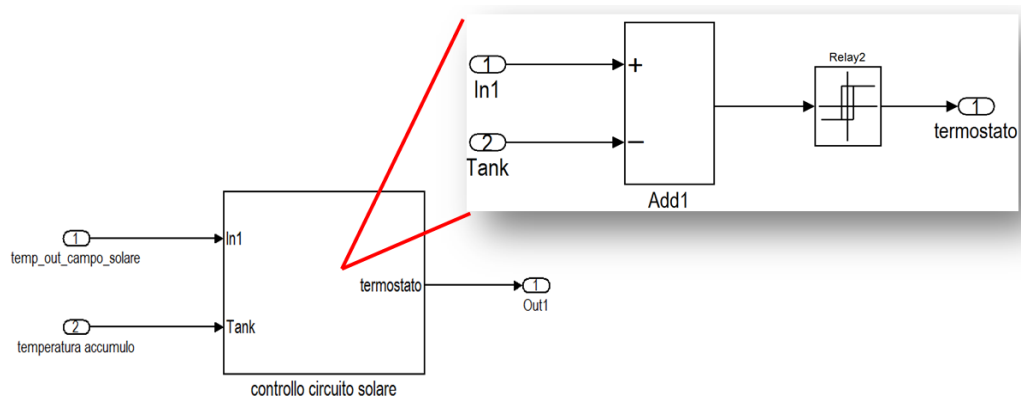 Relay2
1
In1
+
2
Tank
−
Add1
1
termostato
1
temp_out_campo_solare
In1
termostato
1
Out1
2
temperatura accumulo
Tank
controllo circuito solare